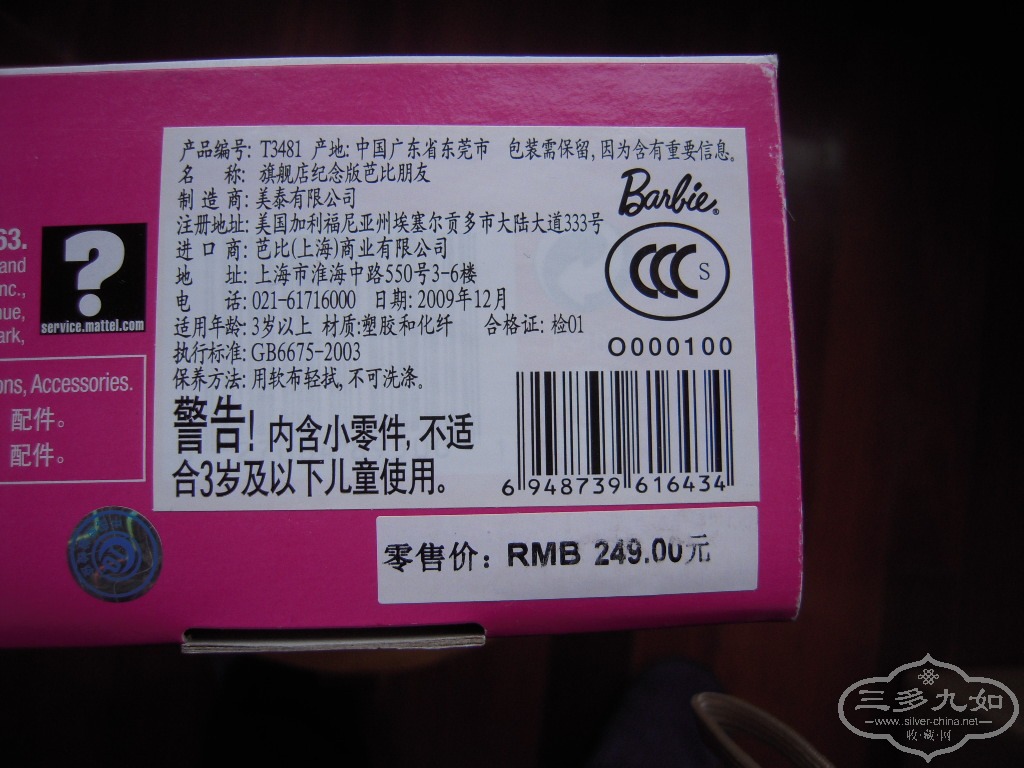 产品编号: T3481 产地: 中国广东省东莞市 包装需保留, 因为含有重要信息。
名 称: 旗舰店纪念版芭比朋友
制 造 商: 美泰有限公司
注册地址: 美国加利福尼亚州埃塞尔贡多市大陆大道333号
进 口 商: 芭比(上海)商业有限公司
地 址: 上海市淮海中路550号3-6楼
电 话: 021-61716000 日期: 2009年12月
适用年龄: 3岁以上 材质: 塑胶和化纤 合格证: 检01
执行标准: GB6675-2003
保养方法: 用软布轻拭, 不可洗涤。
警告! 内含小零件, 不适
合3岁及以下儿童使用。
Barbie
CCC S
O000100
6 948739 616434
零售价: RMB 249.00元
63.
and
nc.,
nue,
ark,
?
service.mattel.com
ons, Accessories.
配件。
配件。
三多九如
www.silver-china.net
收·藏·网